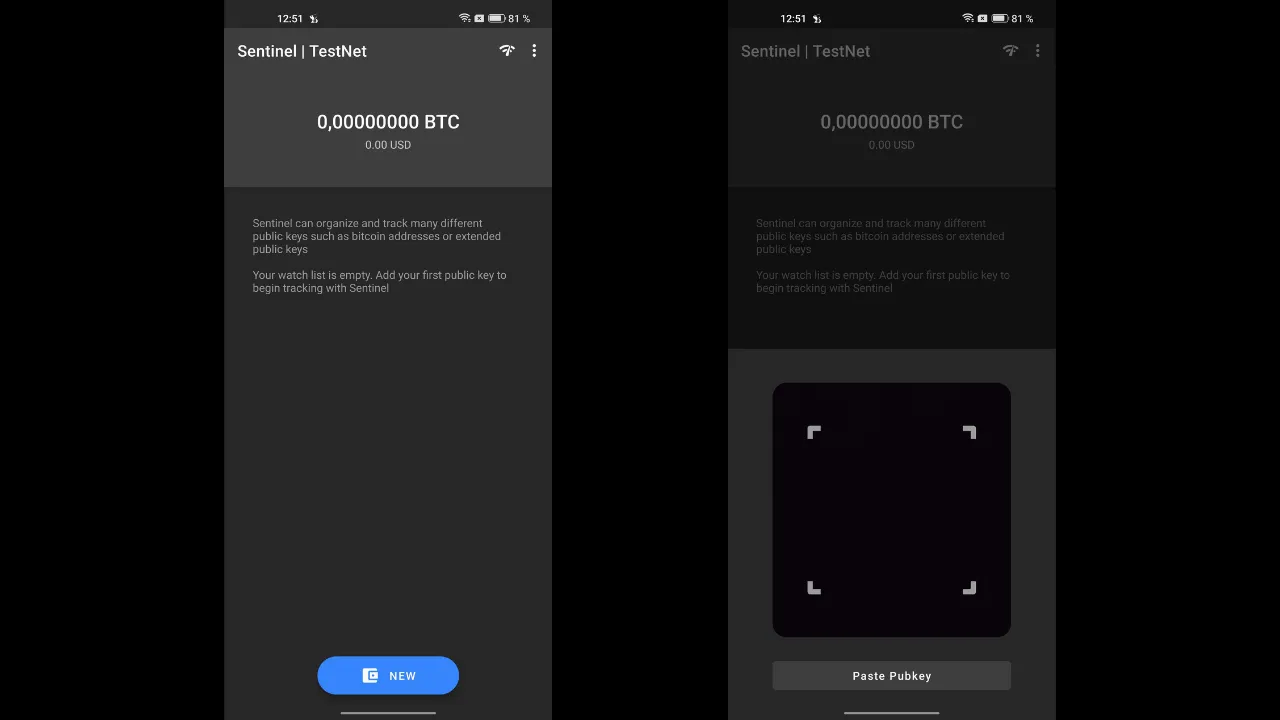 12:51
81 %
Sentinel | TestNet
0,00000000 BTC
0.00 USD
Sentinel can organize and track many different
public keys such as bitcoin addresses or extended
public keys
Your watch list is empty. Add your first public key to
begin tracking with Sentinel
NEW
12:51
81 %
Sentinel | TestNet
0,00000000 BTC
0.00 USD
Sentinel can organize and track many different
public keys such as bitcoin addresses or extended
public keys
Your watch list is empty. Add your first public key to
begin tracking with Sentinel
Paste Pubkey